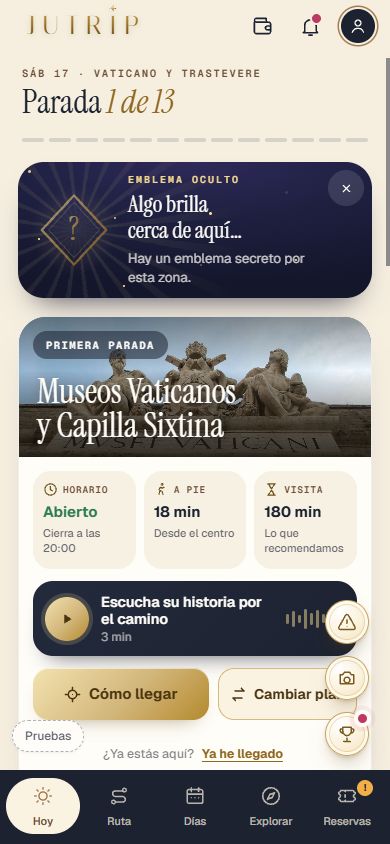 JUTRIP
SÁB 17 · VATICANO Y TRASTEVERE
Parada 1 de 13
EMBLEMA OCULTO
Algo brilla
cerca de aquí...
Hay un emblema secreto por
esta zona.
?
PRIMERA PARADA
Museos Vaticanos
y Capilla Sixtina
MUSEI VATICANI
HORARIO
Abierto
Cierra a las
20:00
A PIE
18 min
Desde el centro
VISITA
180 min
Lo que
recomendamos
Escucha su historia por
el camino
3 min
Cómo llegar
Cambiar
Pruebas
¿Ya estás aquí? Ya he llegado
Hoy
Ruta
Días
Explorar
!
Reservas